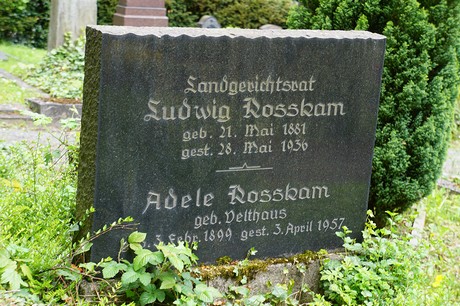 Landgerichtsrat
Ludwig Rosskam
geb. 21. Mai 1881
gest. 28. Mai 1936
Adele Rosskam
geb. Velthaus
3. Febr. 1899 gest. 3. April 1957